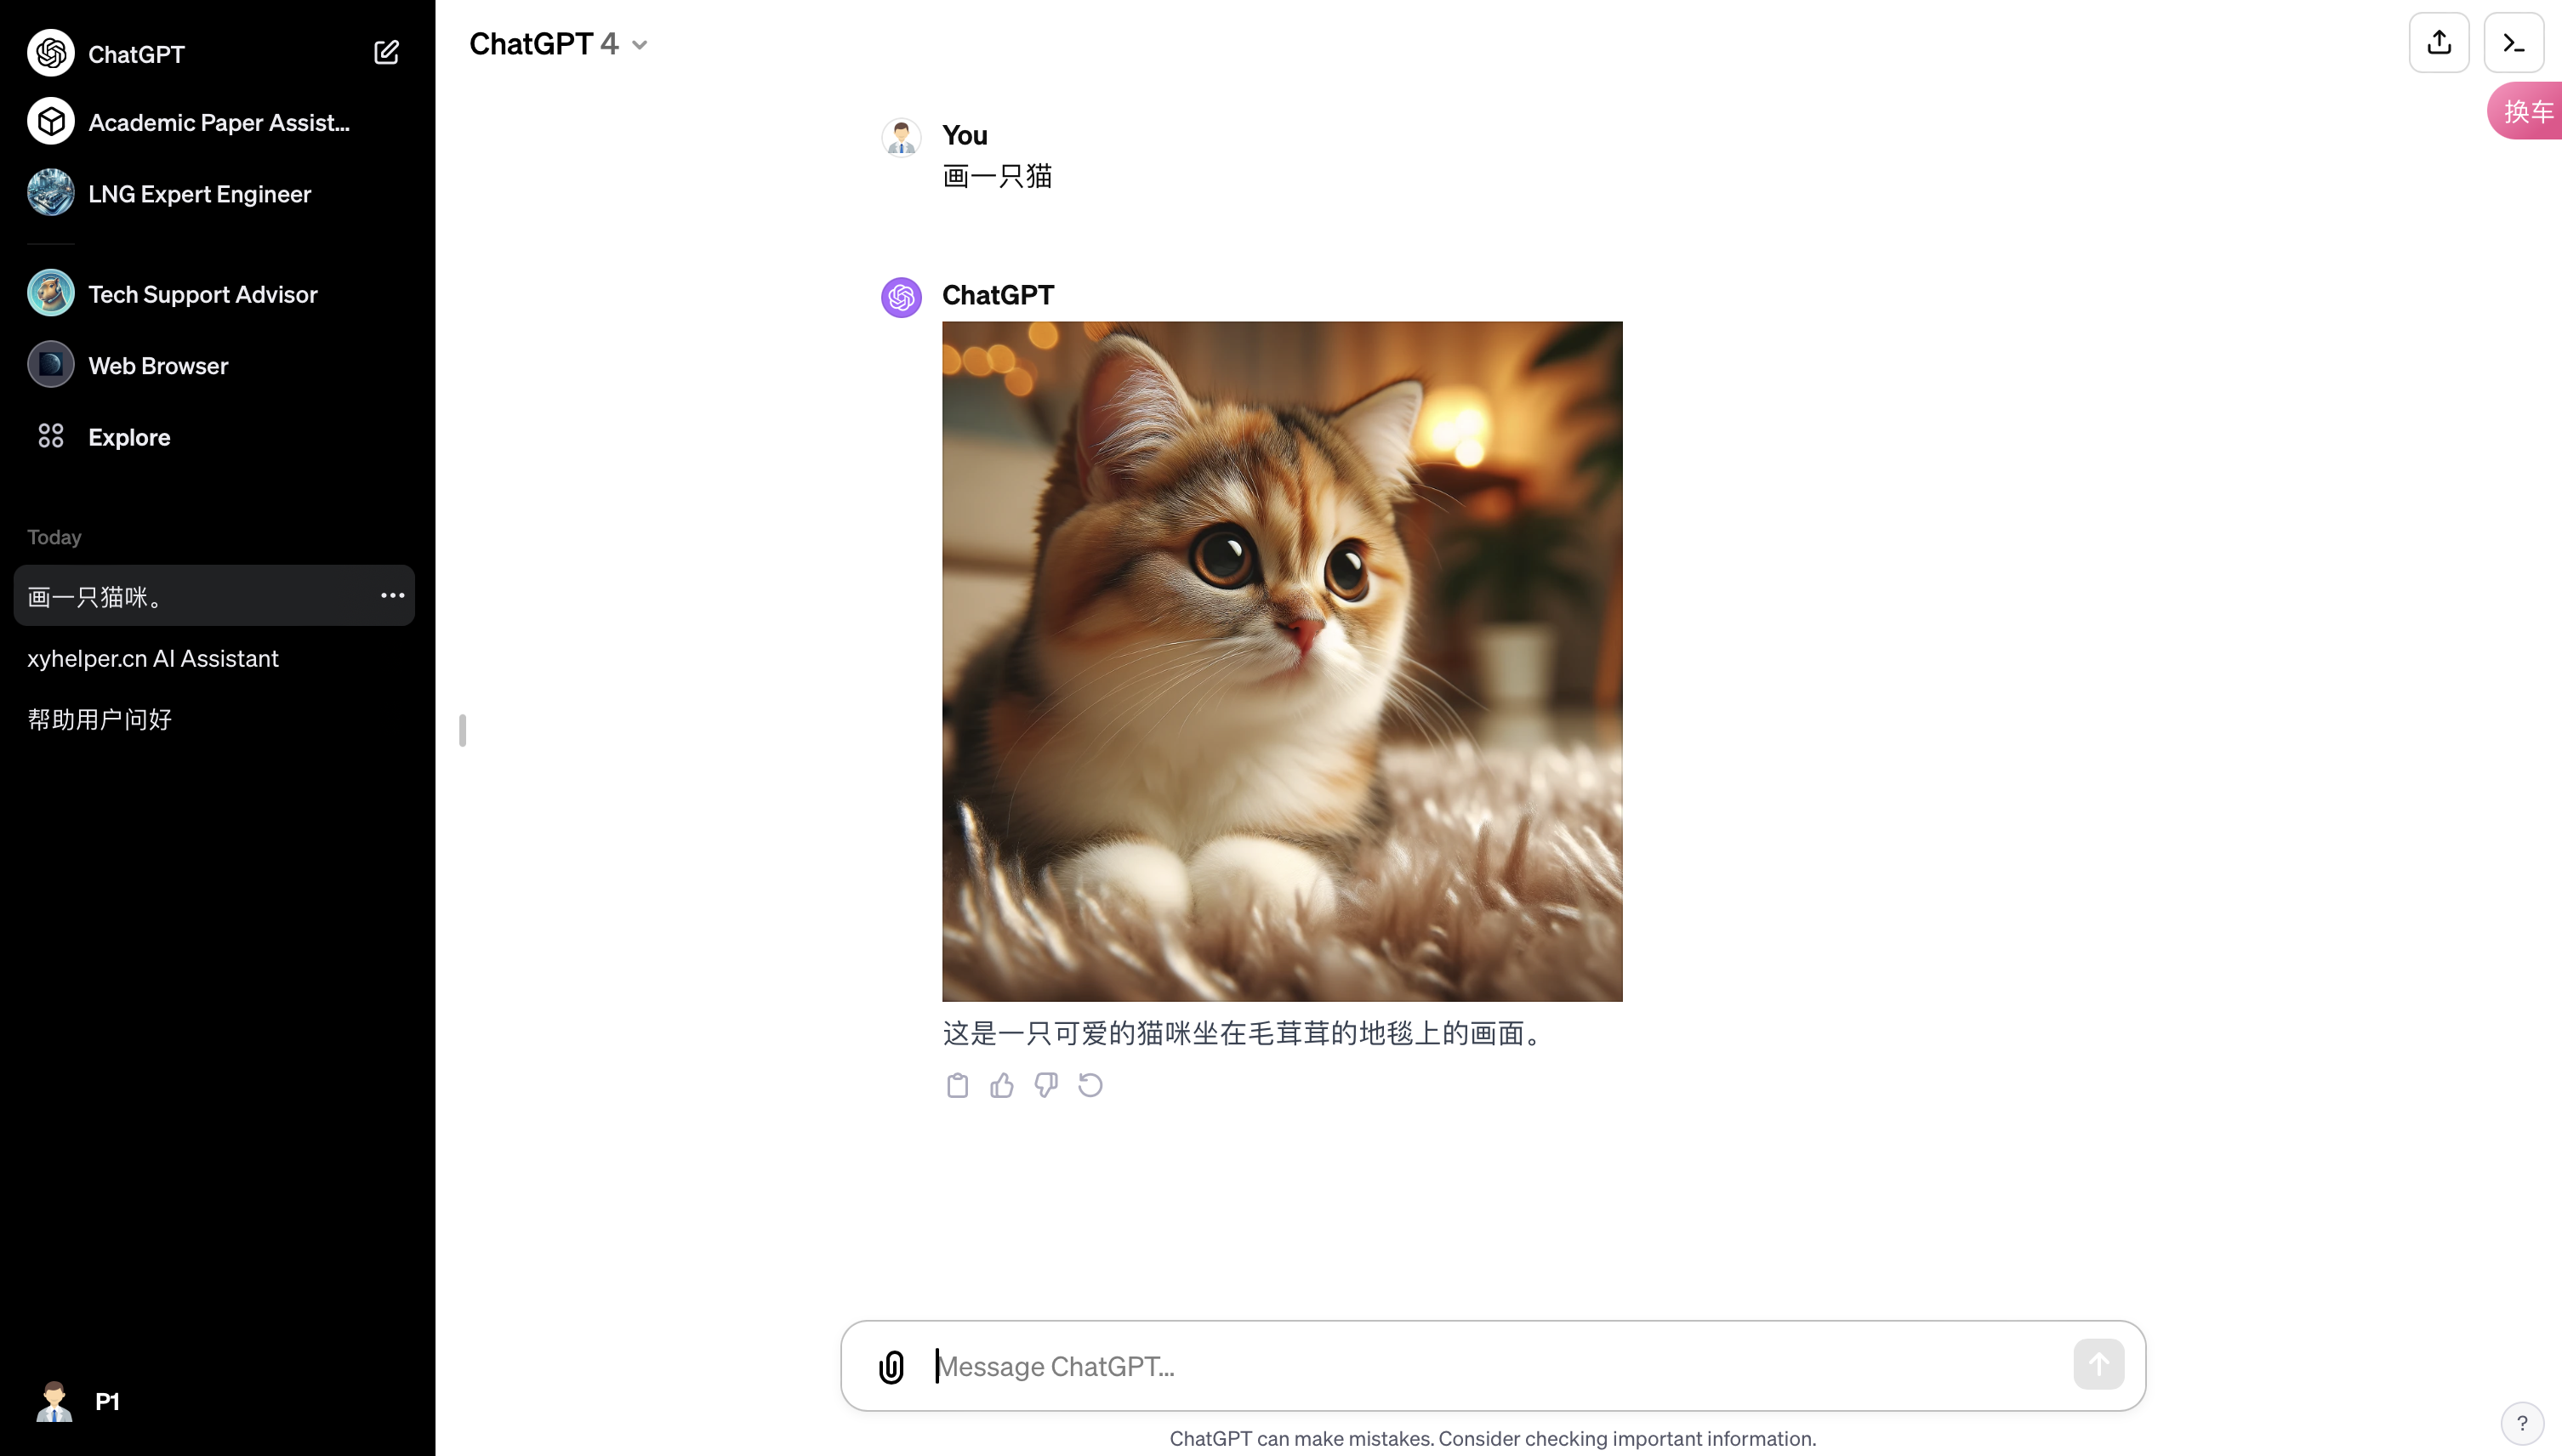 ChatGPT
Academic Paper Assist...
LNG Expert Engineer
Tech Support Advisor
Web Browser
Explore
Today
画一只猫咪。
xyhelper.cn AI Assistant
帮助用户问好
P1
ChatGPT 4
换车
You
画一只猫
ChatGPT
这是一只可爱的猫咪坐在毛茸茸的地毯上的画面。
Message ChatGPT...
ChatGPT can make mistakes. Consider checking important information.
?